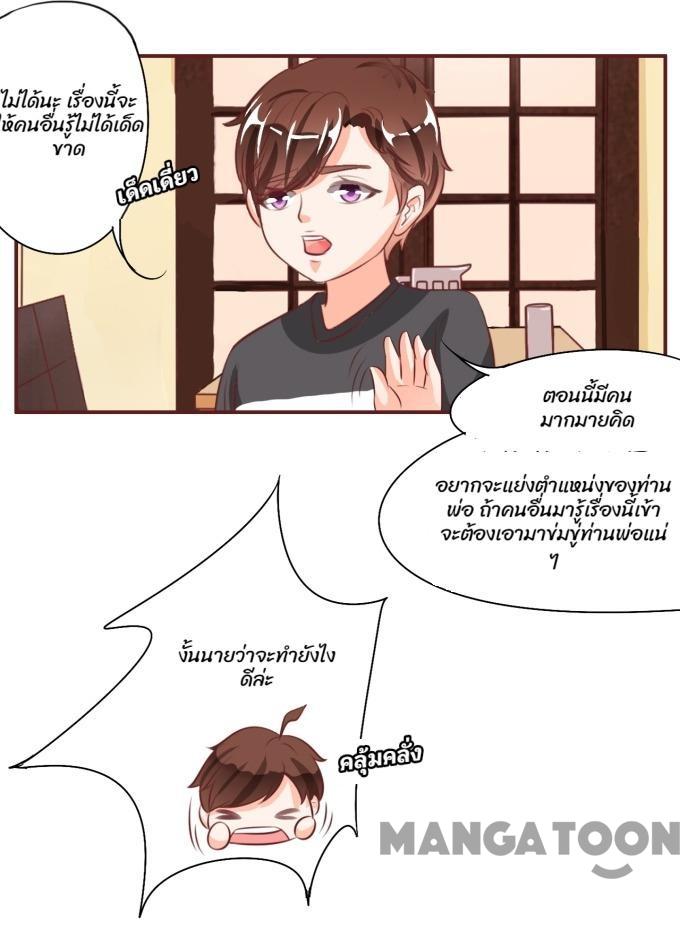 ไม่ได้นะ เรื่องนี้จะ
ให้คนอื่นรู้ไม่ได้เด็ด
ขาด
เด็ดเดี่ยว
ตอนนี้มีคน
มากมายคิด
อยากจะแย่งตำแหน่งของท่าน
พ่อ ถ้าคนอื่นมารู้เรื่องนี้เข้า
จะต้องเอามาข่มขู่ท่านพ่อแน่
ๆ
งั้นนายว่าจะทำยังไง
ดีล่ะ
คลุ้มคลั่ง
MANGATOON